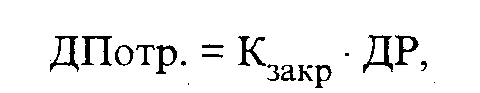 ДПотр. = Кзакр · ДР,